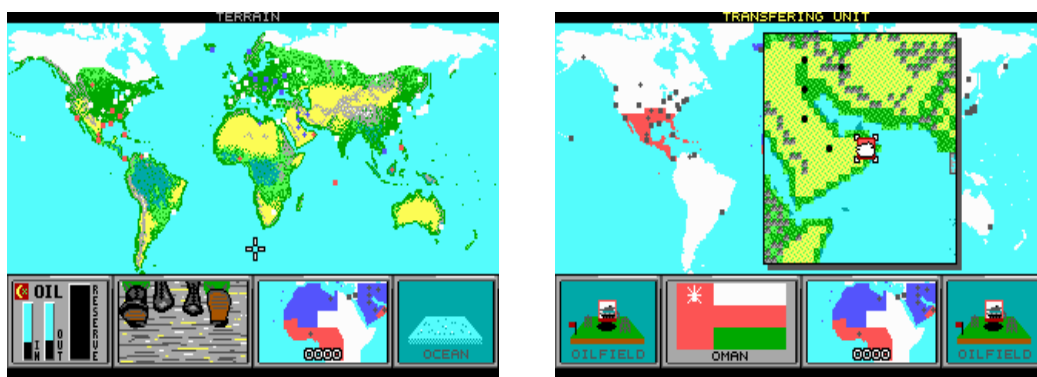 TERRAIN
OIL
RESERVE
IN
OUT
0000
OCEAN
TRANSFERING UNIT
OILFIELD
OMAN
0000
OILFIELD